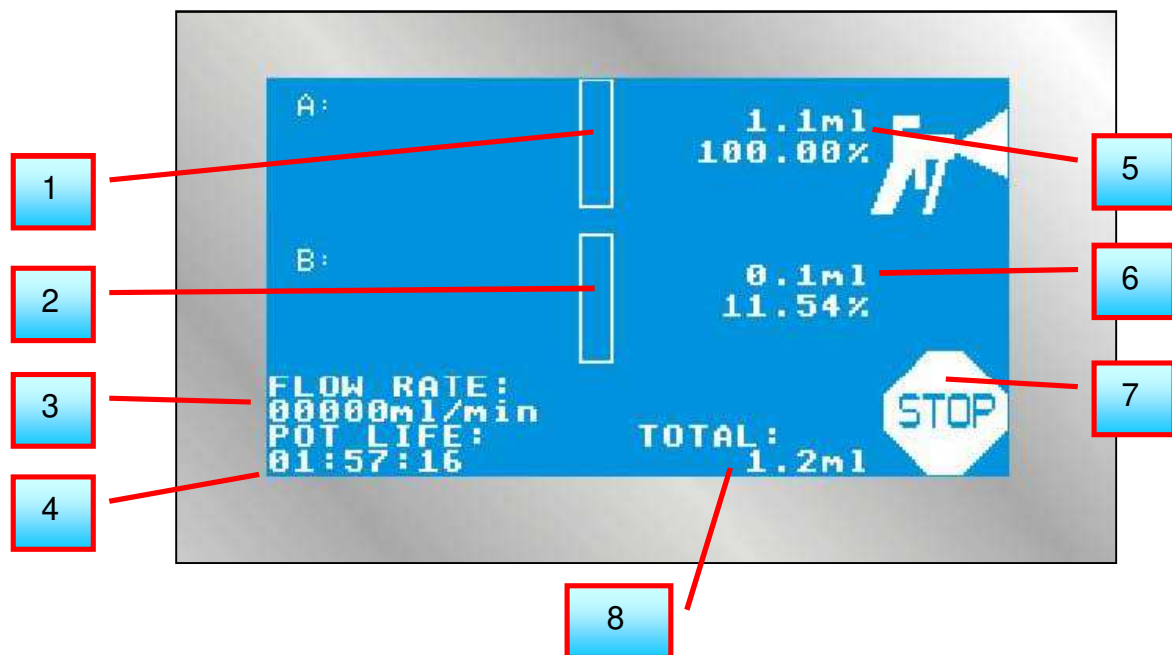 A:
1.1ml
100.00%
1
5
B:
0.1ml
11.54%
2
6
FLOW RATE:
00000ml/min
3
7
STOP
POT LIFE:
TOTAL:
01:57:16
1.2ml
4
8